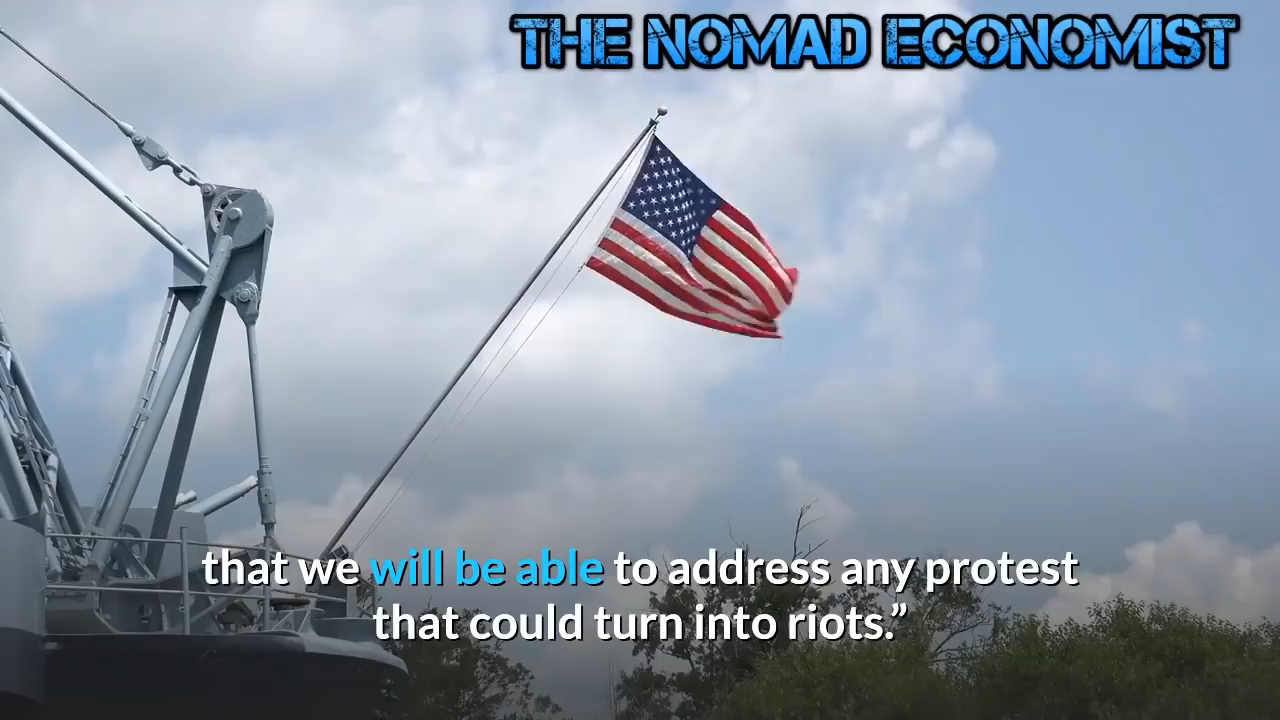 THE NOMAD ECONOMIST
that we will be able to address any protest
that could turn into riots.”